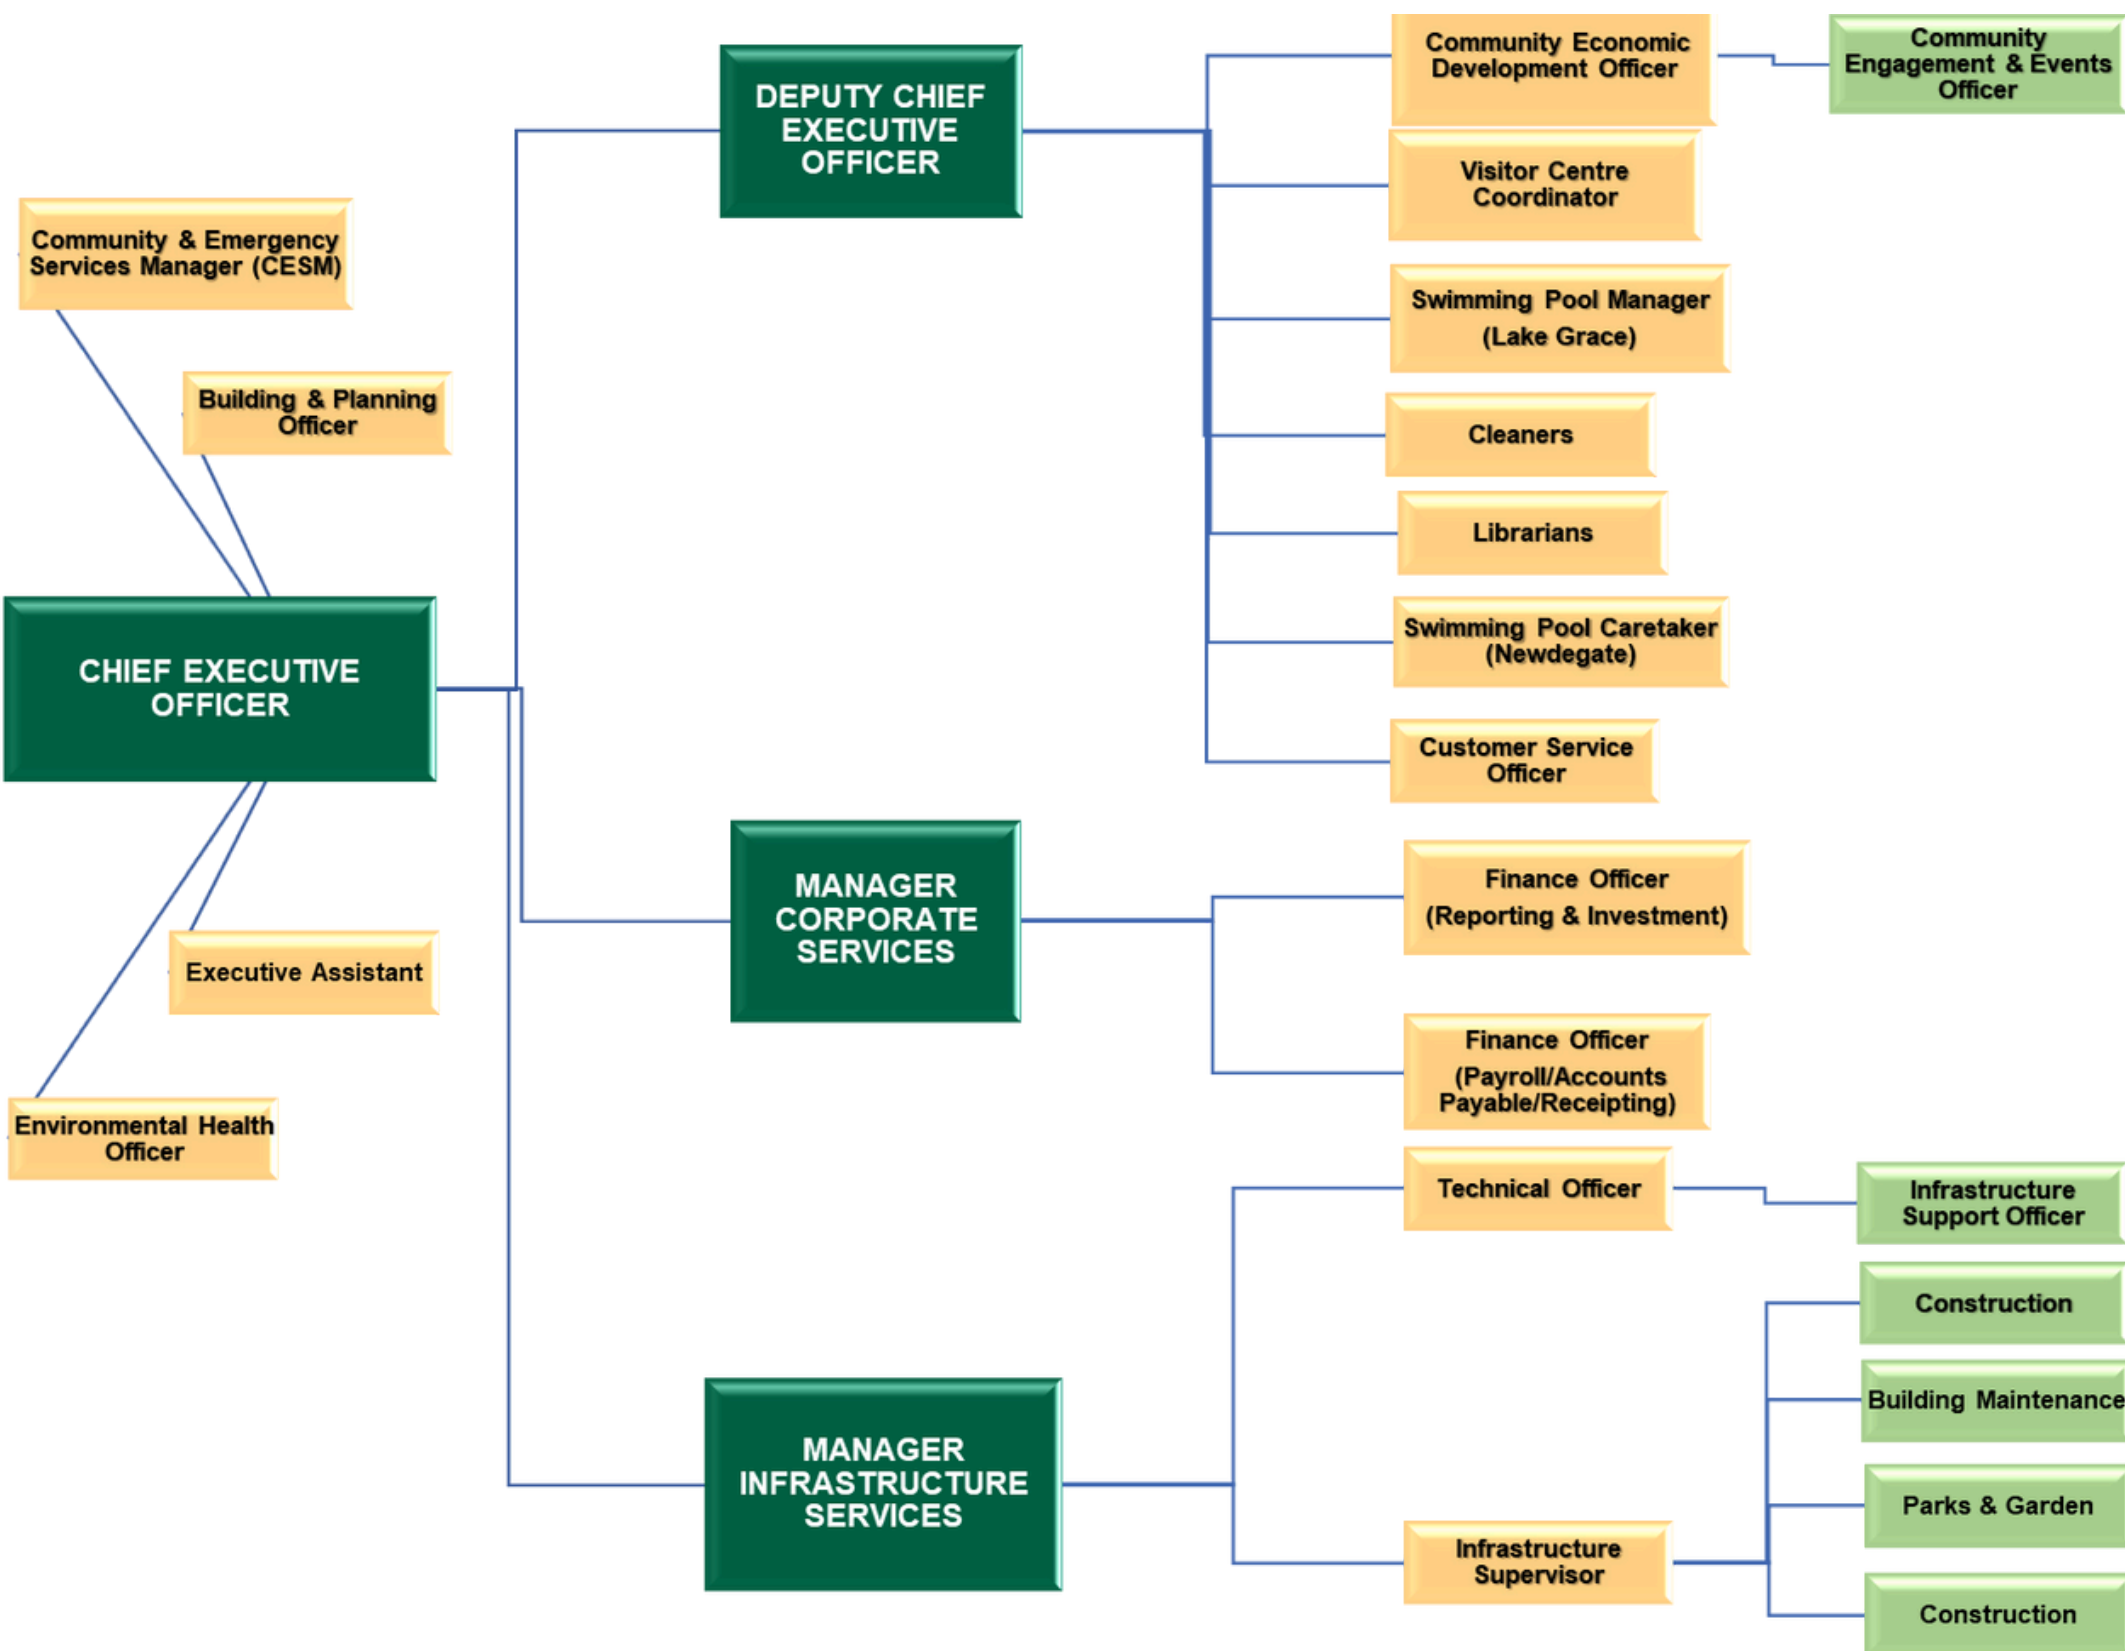 Community Economic
Development Officer
Community
Engagement & Events
Officer
DEPUTY CHIEF
EXECUTIVE
OFFICER
Visitor Centre
Coordinator
Community & Emergency
Services Manager (CESM)
Swimming Pool Manager
(Lake Grace)
Building & Planning
Officer
Cleaners
Librarians
Swimming Pool Caretaker
(Newdegate)
CHIEF EXECUTIVE
OFFICER
Customer Service
Officer
MANAGER
CORPORATE
SERVICES
Finance Officer
(Reporting & Investment)
Executive Assistant
Finance Officer
(Payroll/Accounts
Payable/Receipting)
Environmental Health
Officer
Technical Officer
Infrastructure
Support Officer
Construction
Building Maintenance
MANAGER
INFRASTRUCTURE
SERVICES
Parks & Garden
Infrastructure
Supervisor
Construction